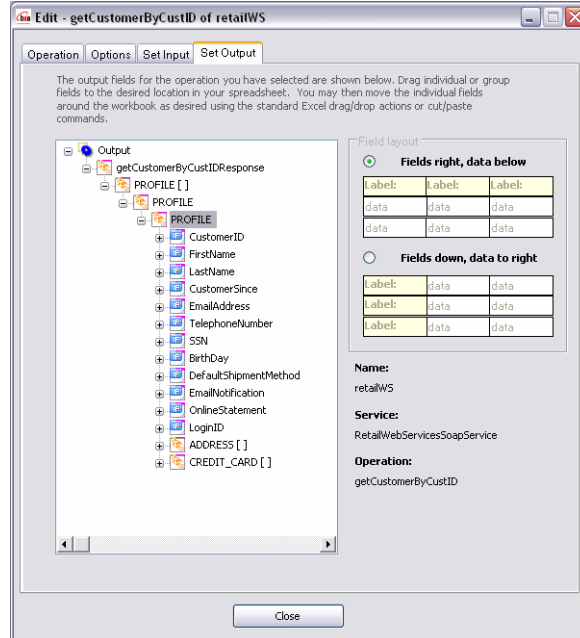 Edit - getCustomerByCustID of retailWS
Operation
Options
Set Input
Set Output
The output fields for the operation you have selected are shown below. Drag individual or group
fields to the desired location in your spreadsheet. You may then move the individual fields
around the workbook as desired using the standard Excel drag/drop actions or cut/paste
commands.
Output
getCustomerByCustIDResponse
PROFILE [ ]
PROFILE
PROFILE
CustomerID
FirstName
LastName
CustomerSince
EmailAddress
TelephoneNumber
SSN
BirthDay
DefaultShipmentMethod
EmailNotification
OnlineStatement
LoginID
ADDRESS [ ]
CREDIT_CARD [ ]
Field layout
Fields right, data below
Label: Label: Label:
data data data
data data data
Fields down, data to right
Label: data data
Label: data data
Label: data data
Name:
retailWS
Service:
RetailWebServicesSoapService
Operation:
getCustomerByCustID
Close